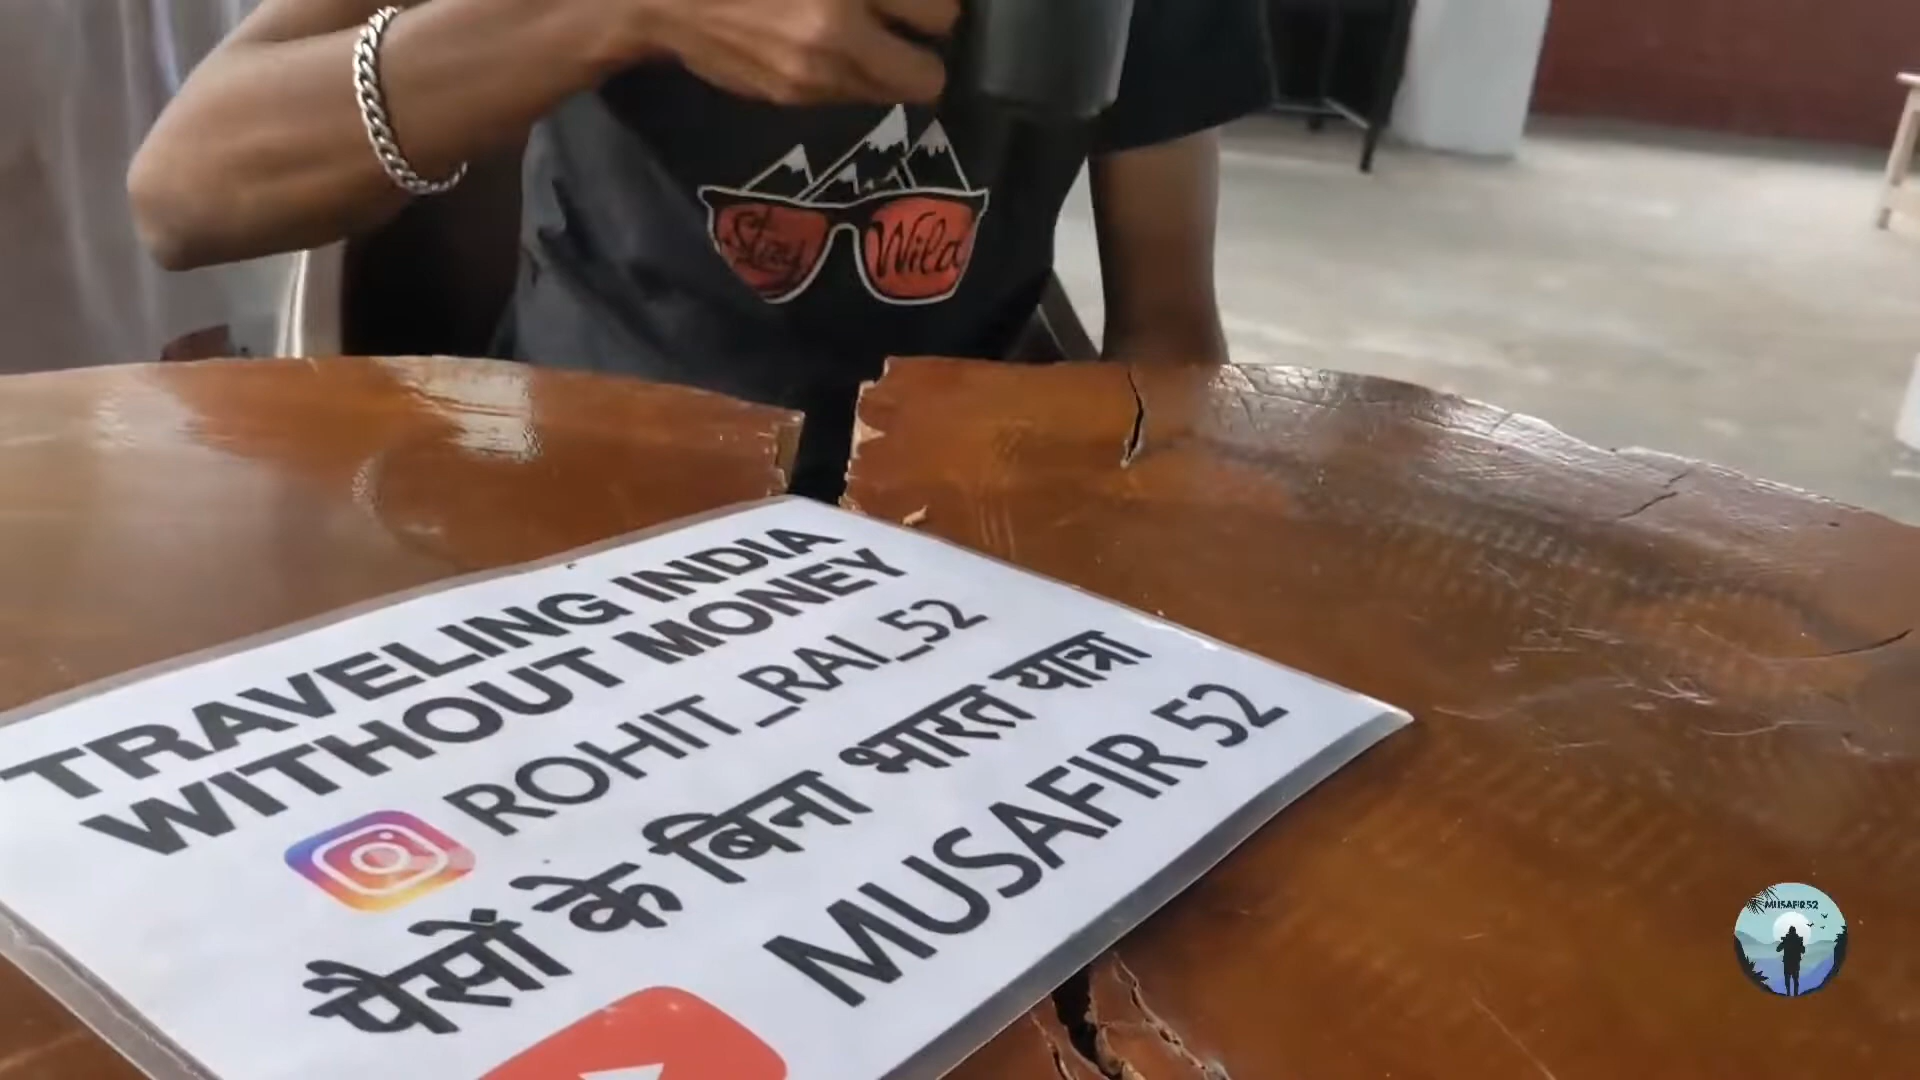 Stay Wild
TRAVELING INDIA
WITHOUT MONEY
ROHIT_RAI_52
पैसों के बिना भारत यात्रा
MUSAFIR 52
MUSAFIR52